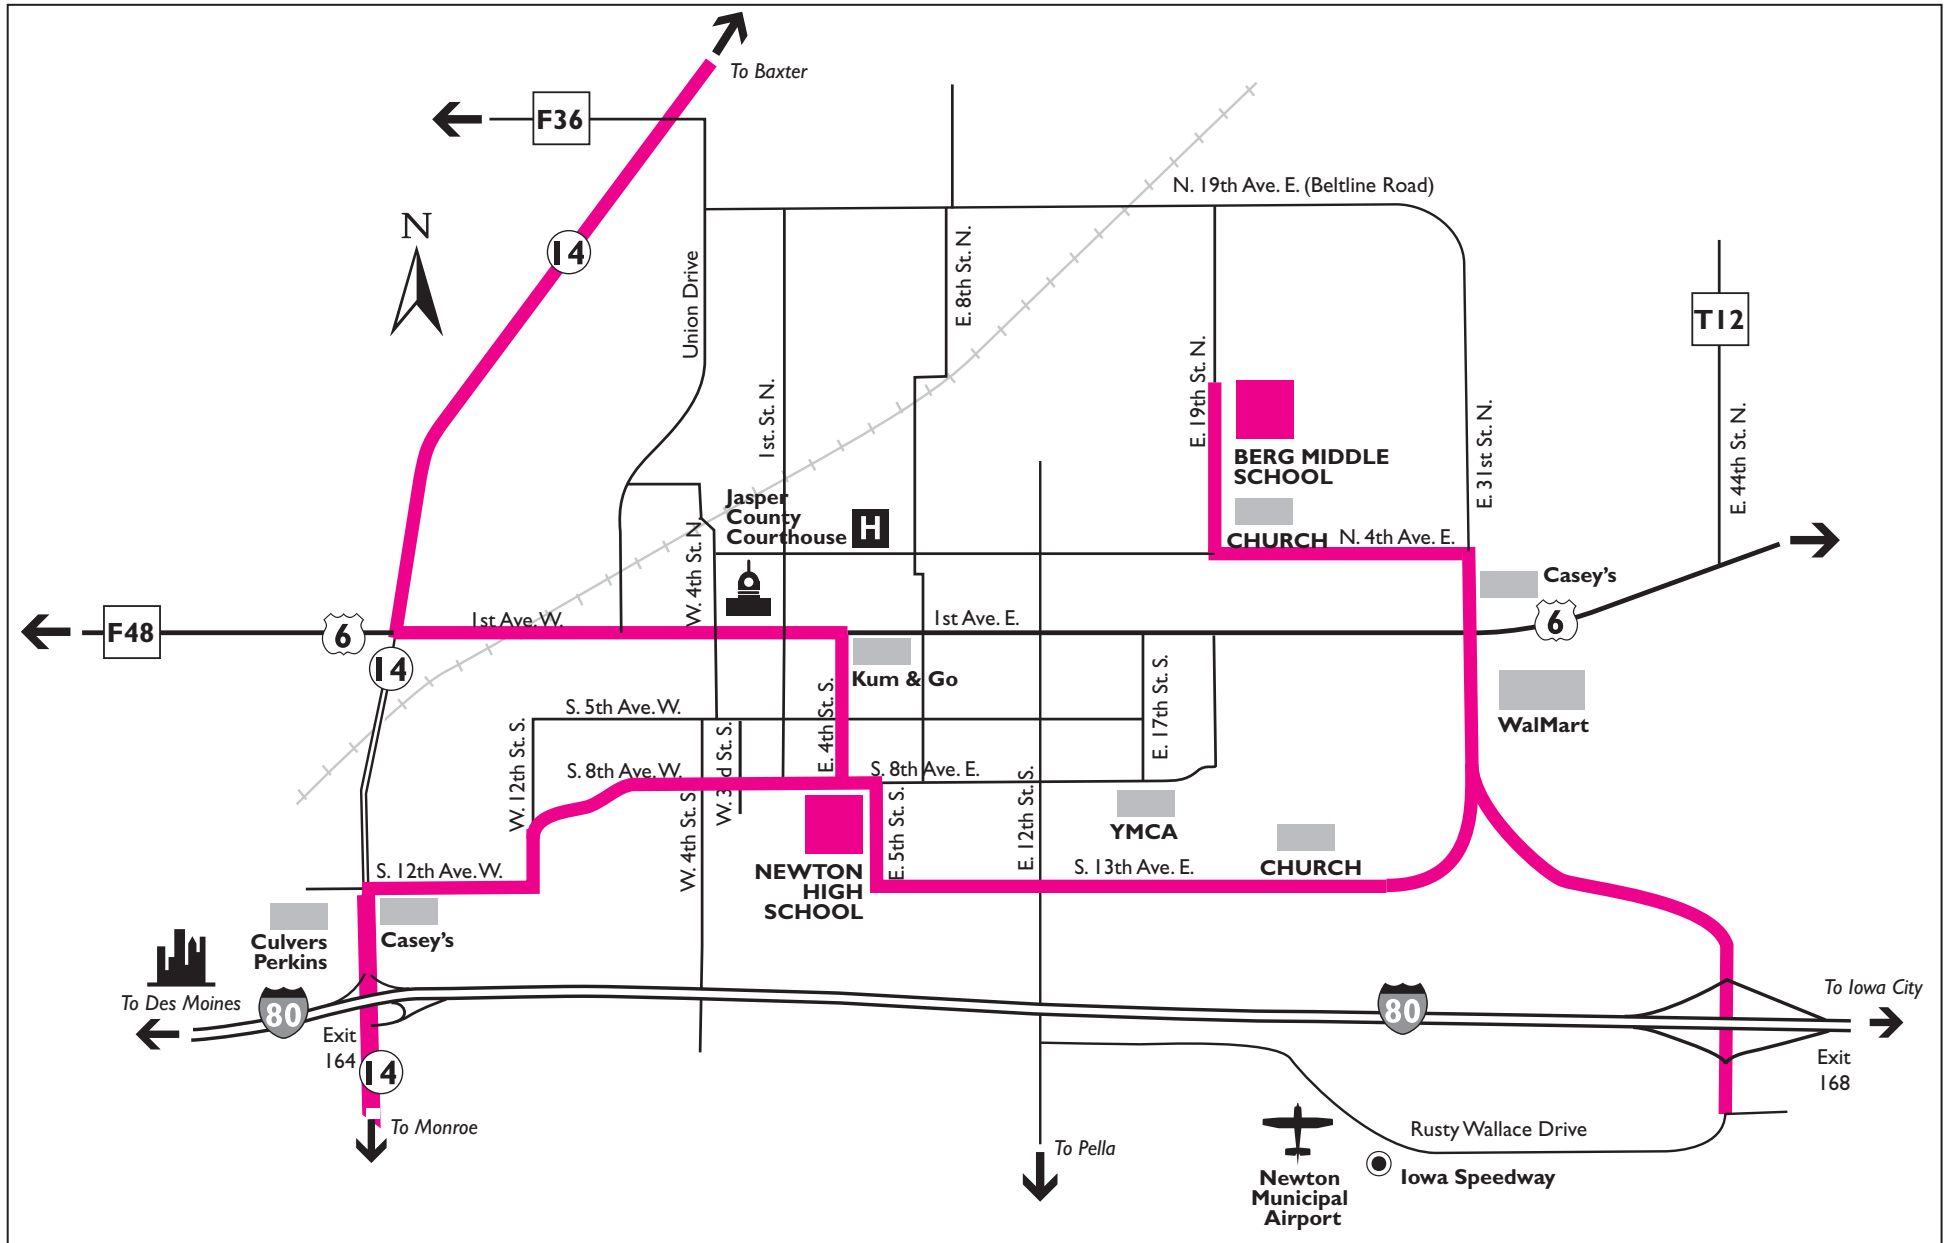 To Baxter
F36
N. 19th Ave. E. (Beltline Road)
N
14
Union Drive
E. 8th St. N.
T12
E. 19th St. N.
1st. St. N.
E. 31st St. N.
E. 44th St. N.
BERG MIDDLE
SCHOOL
Jasper
County
Courthouse
H
W. 4th St. N.
CHURCH
N. 4th Ave. E.
Casey's
F48
6
1st Ave. W.
1st Ave. E.
6
14
Kum & Go
E. 17th St. S.
WalMart
S. 5th Ave. W.
E. 4th St. S.
W. 12th St. S.
W. 3rd St. S.
S. 8th Ave. W.
S. 8th Ave. E.
E. 12th St. S.
W. 4th St. S.
E. 5th St. S.
YMCA
CHURCH
S. 12th Ave. W.
NEWTON
HIGH
SCHOOL
S. 13th Ave. E.
Culvers
Perkins
Casey's
To Des Moines
80
80
To Iowa City
Exit
164
14
Exit
168
To Monroe
To Pella
Rusty Wallace Drive
Newton
Municipal
Airport
Iowa Speedway